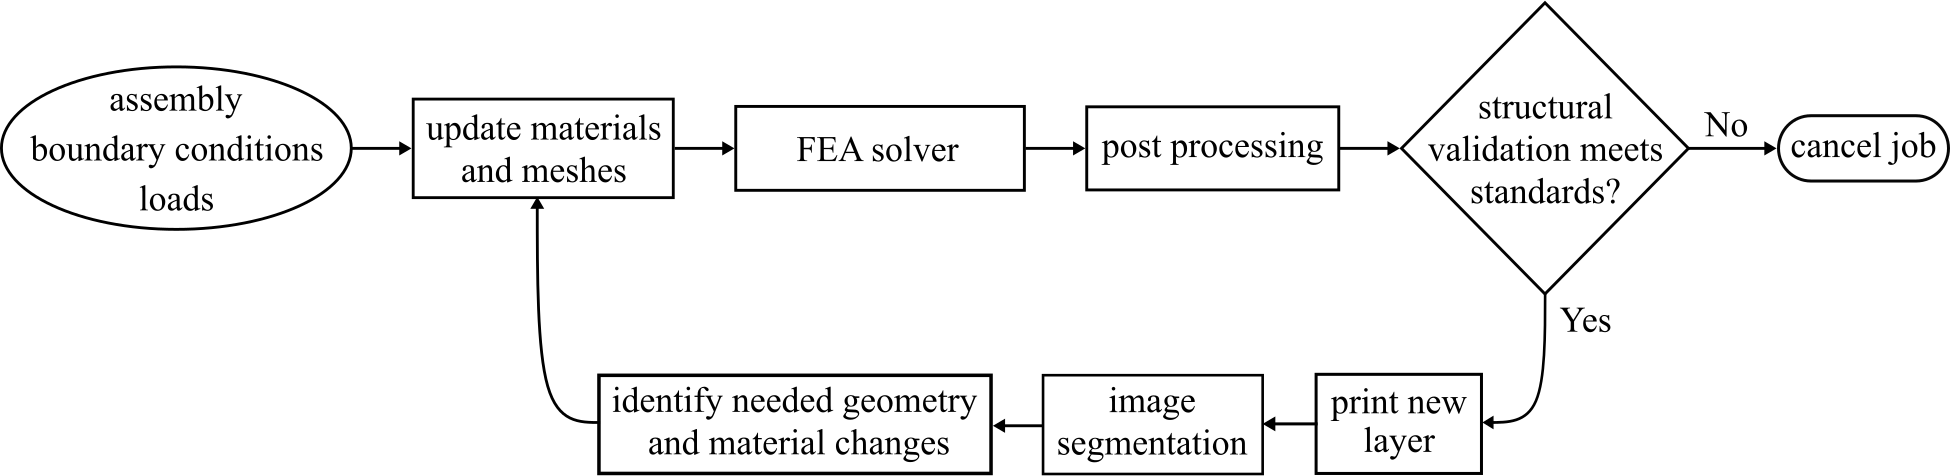 assembly
boundary conditions
loads
update materials
and meshes
FEA solver
post processing
structural
validation meets
standards?
No
cancel job
Yes
print new
layer
image
segmentation
identify needed geometry
and material changes